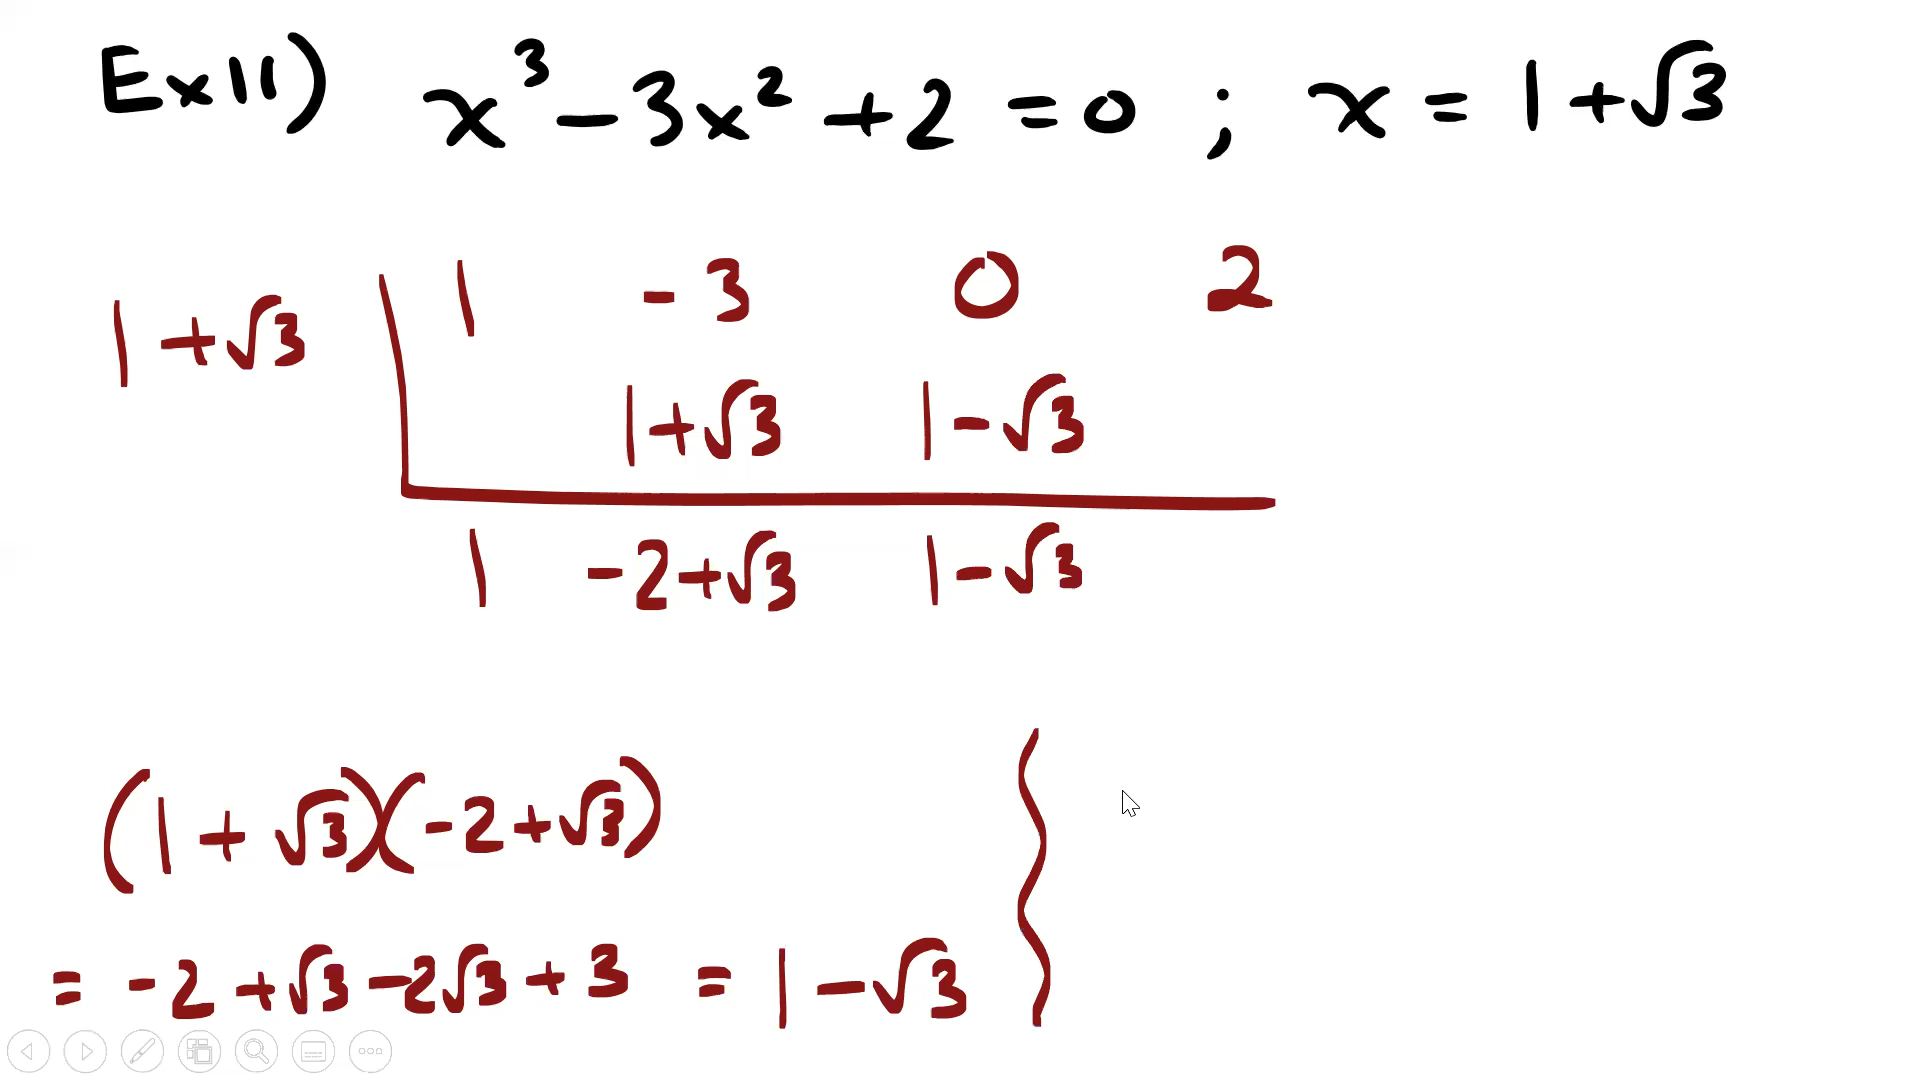 Ex11) x³ - 3x² + 2 = 0 ; x = 1 + √3
1 + √3 | 1 - 3 0 2
1 + √3 1 - √3
1 - 2 + √3 1 - √3
(1 + √3)(- 2 + √3)
= - 2 + √3 - 2√3 + 3 = 1 - √3